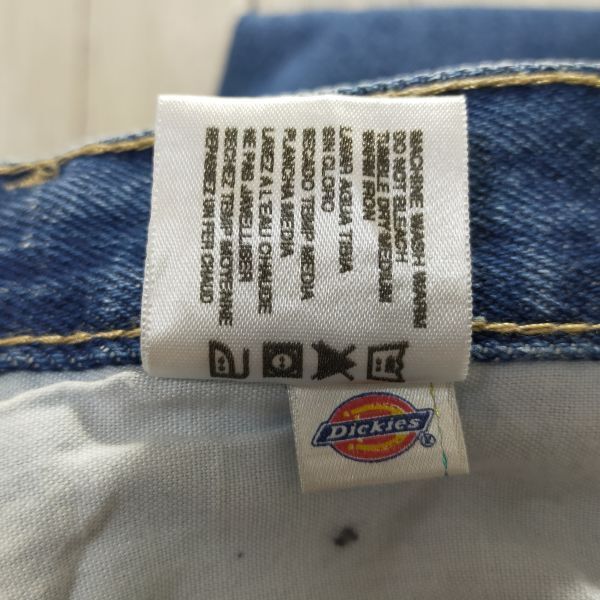 MACHINE WASH WARM
DO NOT BLEACH
TUMBLE DRY MEDIUM
WARM IRON
LAVAR AGUA TIBIA
SIN CLORO
SECADO TEMP MEDIA
PLANCHA MEDIA
LAVEZ A L'EAU CHAUDE
NE PAS JAVELLISER
SECHEZ TEMP MOYENNE
REPASSEZ UN FER CHAUD
Dickies®